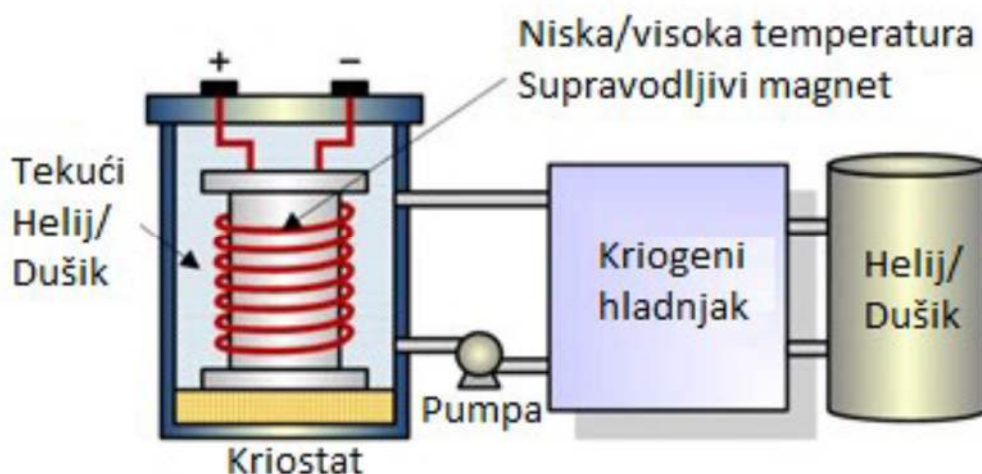 + −
Niska/visoka temperatura
Supravodljivi magnet
Tekući
Helij/
Dušik
Kriogeni
hladnjak
Helij/
Dušik
Pumpa
Kriostat